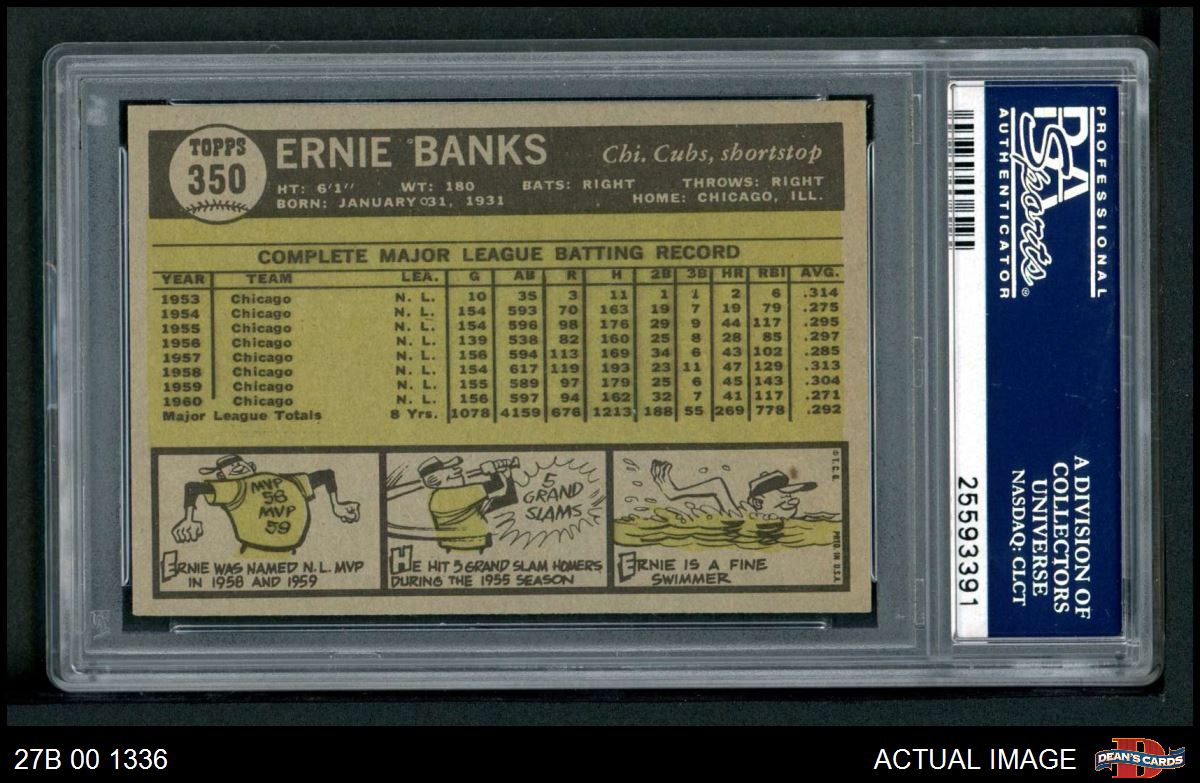 TOPPS
350
ERNIE BANKS
Chi. Cubs, shortstop
HT: 6'1" WT: 180 BATS: RIGHT THROWS: RIGHT
BORN: JANUARY 31, 1931 HOME: CHICAGO, ILL.
COMPLETE MAJOR LEAGUE BATTING RECORD
YEAR TEAM LEA. G AB R H 2B 3B HR RBI AVG.
1953 Chicago N. L. 10 35 3 11 1 1 2 6 .314
1954 Chicago N. L. 154 593 70 163 19 7 19 79 .275
1955 Chicago N. L. 154 596 98 176 29 9 44 117 .295
1956 Chicago N. L. 139 538 82 160 25 8 28 85 .297
1957 Chicago N. L. 156 594 113 169 34 6 43 102 .285
1958 Chicago N. L. 154 617 119 193 23 11 47 129 .313
1959 Chicago N. L. 155 589 97 179 25 6 45 143 .304
1960 Chicago N. L. 156 597 94 162 32 7 41 117 .271
Major League Totals 8 Yrs. 1078 4159 676 1213 188 55 269 778 .292
MVP
58
MVP
59
ERNIE WAS NAMED N.L. MVP
IN 1958 AND 1959
5
GRAND
SLAMS
HE HIT 5 GRAND SLAM HOMERS
DURING THE 1955 SEASON
ERNIE IS A FINE
SWIMMER
© T.C.G.
PRTD. IN U.S.A.
PROFESSIONAL
PSA
Sports®
AUTHENTICATOR
A DIVISION OF
COLLECTORS
UNIVERSE
NASDAQ: CLCT
25593391
27B 00 1336
ACTUAL IMAGE
D
DEAN'S CARDS